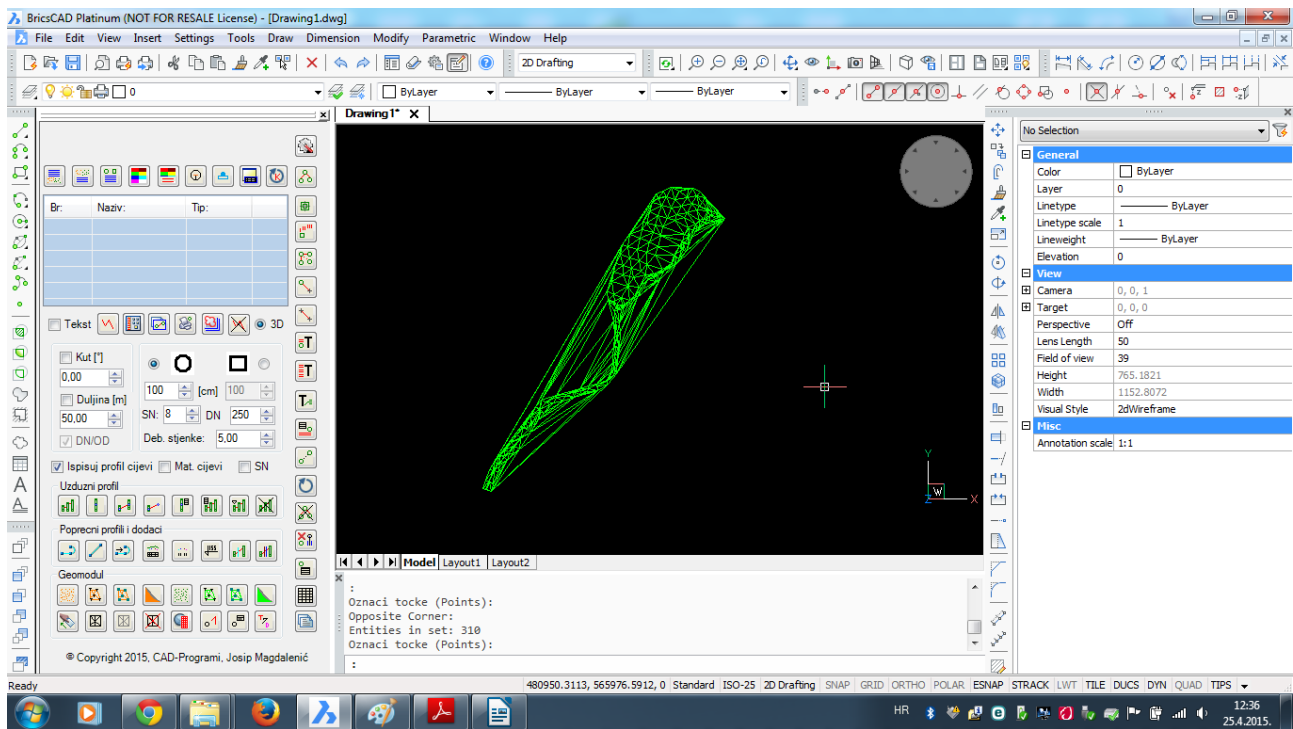 BricsCAD Platinum (NOT FOR RESALE License) - [Drawing1.dwg]
File Edit View Insert Settings Tools Draw Dimension Modify Parametric Window Help
2D Drafting
0 ByLayer ByLayer ByLayer
Drawing1* X
Br: Naziv: Tip:
Tekst 3D
Kut [°]
0,00
100 [cm] 100
Duljina [m]
50,00
SN: 8 DN 250
DN/OD Deb. stjenke: 5,00
Ispisuj profil cijevi Mat. cijevi SN
Uzduzni profil
Poprecni profili i dodaci
Geomodul
© Copyright 2015, CAD-Programi, Josip Magdalenić
Y
W
Z X
Model Layout1 Layout2
:
Oznaci tocke (Points):
Opposite Corner:
Entities in set: 310
Oznaci tocke (Points):
:
No Selection
General
Color ByLayer
Layer 0
Linetype ByLayer
Linetype scale 1
Lineweight ByLayer
Elevation 0
View
Camera 0, 0, 1
Target 0, 0, 0
Perspective Off
Lens Length 50
Field of view 39
Height 765.1821
Width 1152.8072
Visual Style 2dWireframe
Misc
Annotation scale 1:1
Ready 480950.3113, 565976.5912, 0 Standard ISO-25 2D Drafting SNAP GRID ORTHO POLAR ESNAP STRACK LWT TILE DUCS DYN QUAD TIPS
HR 12:36
25.4.2015.